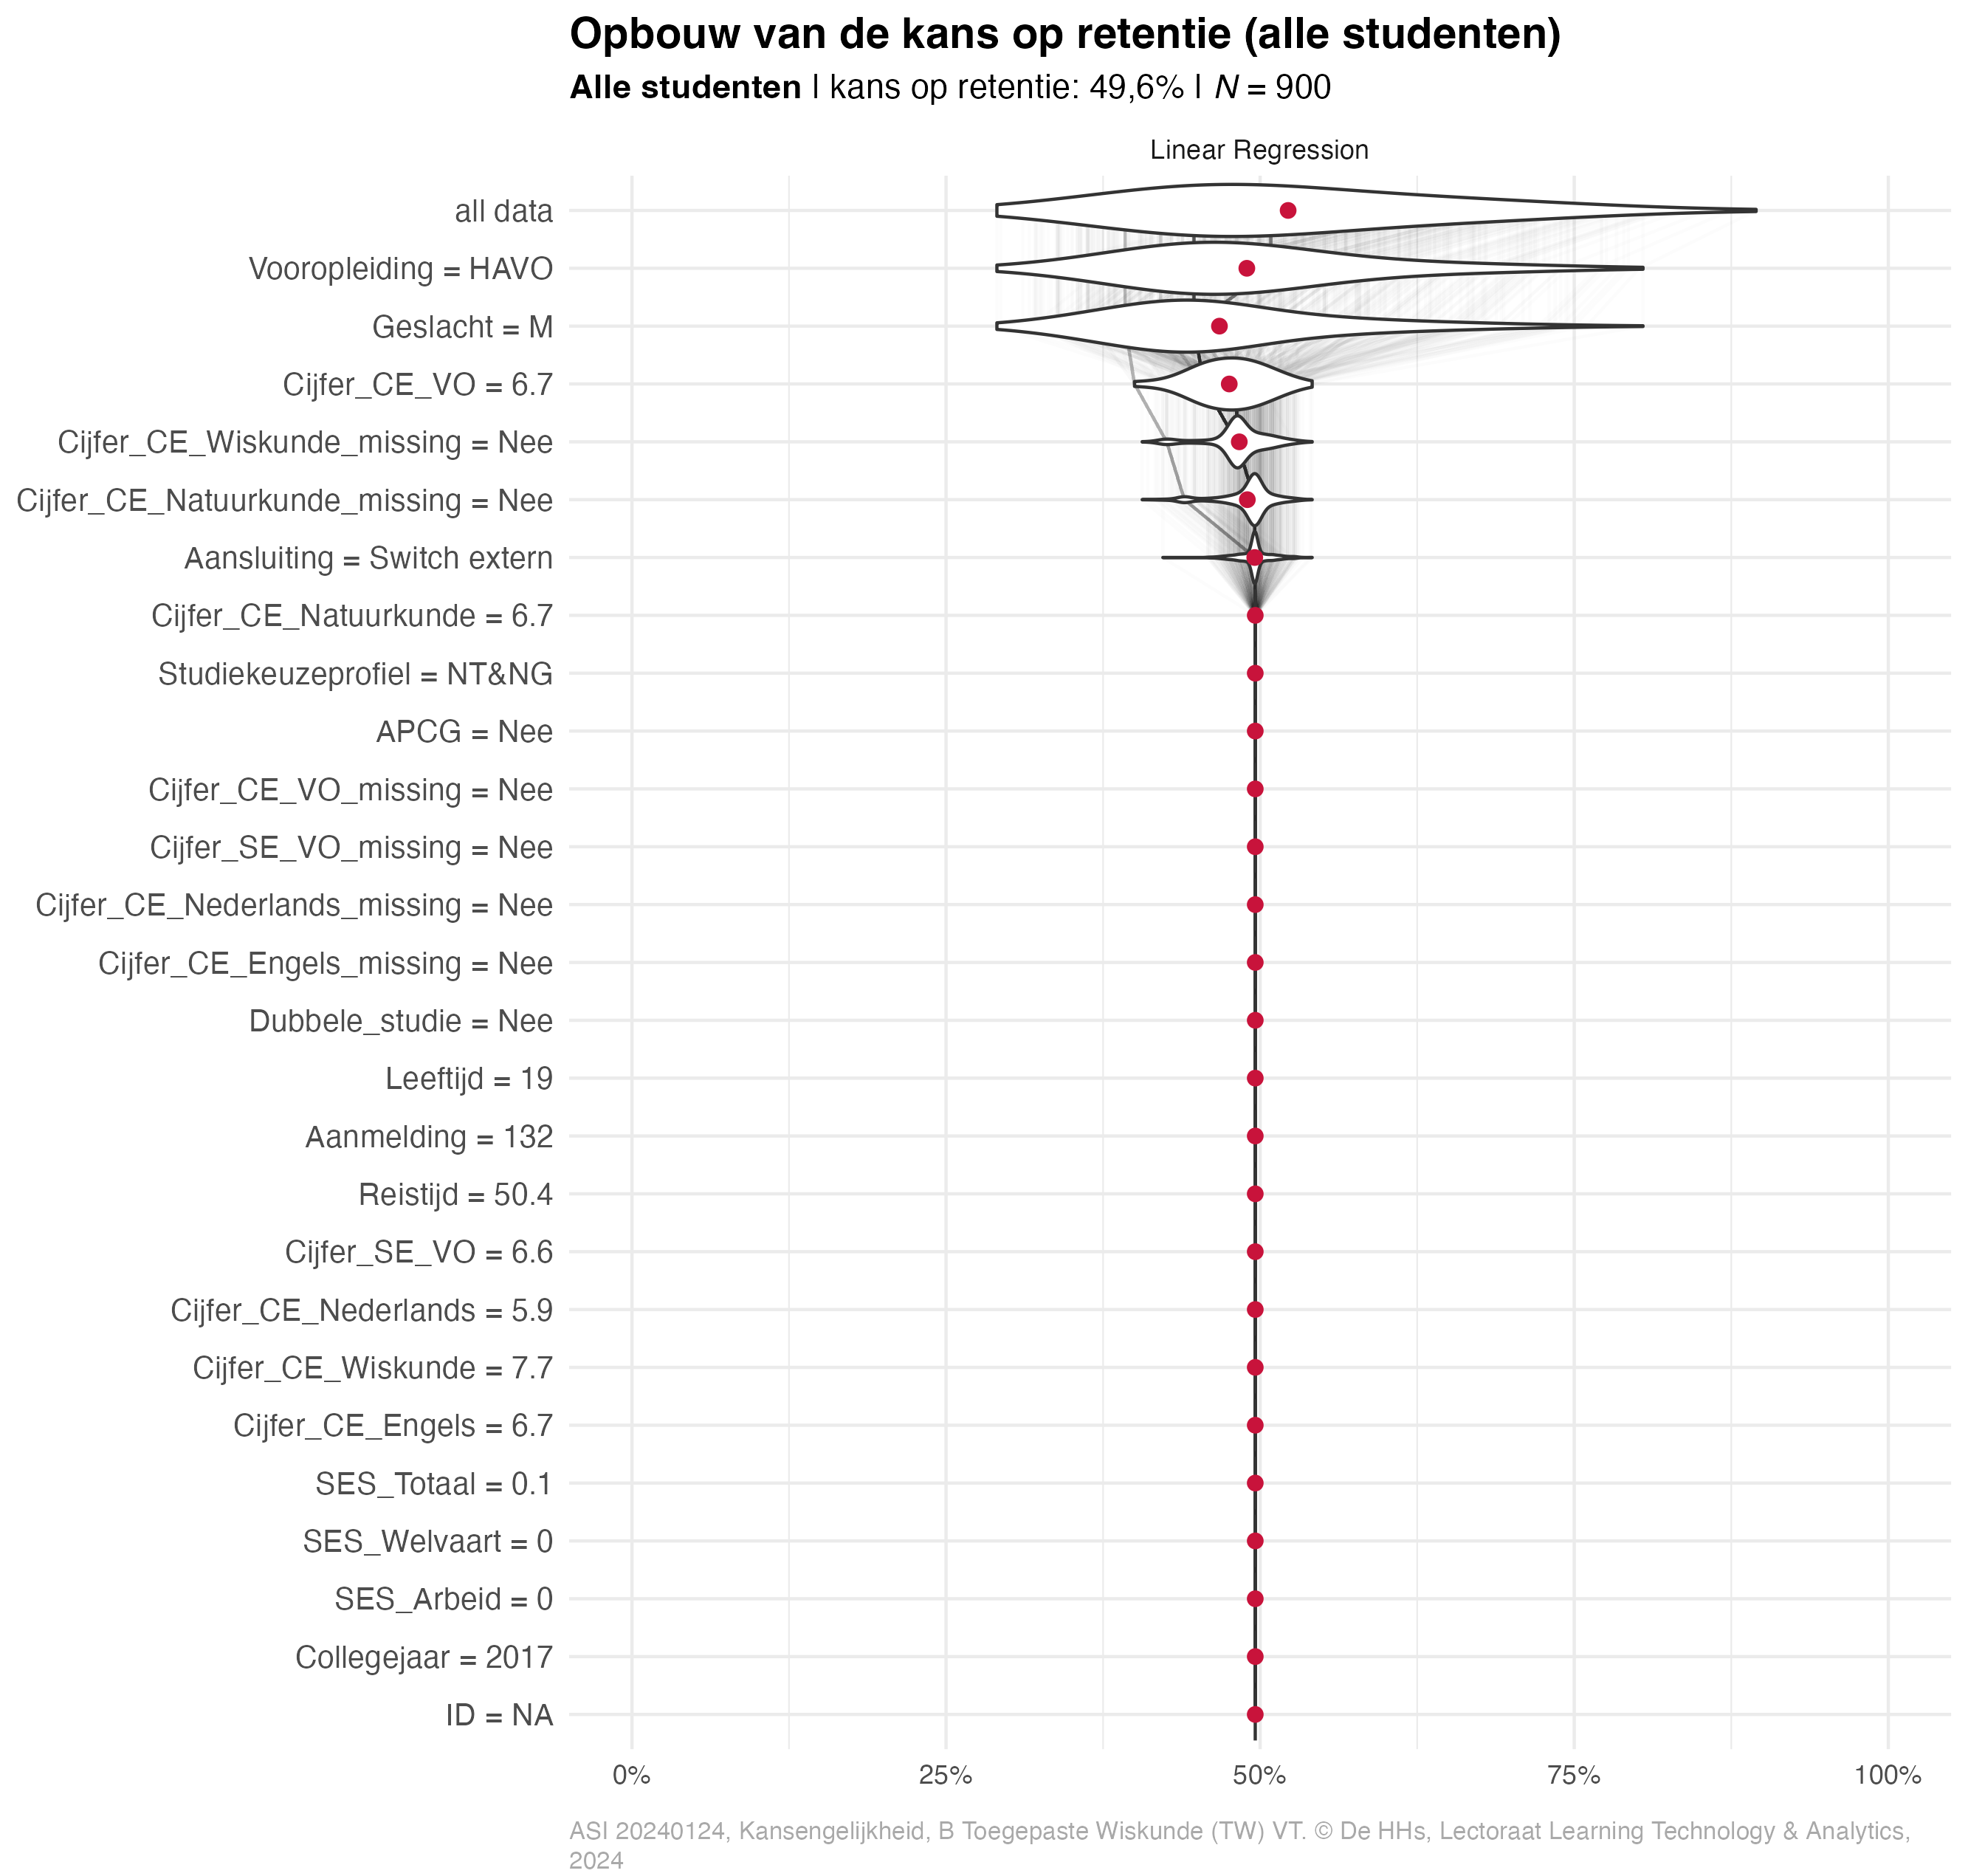 Opbouw van de kans op retentie (alle studenten)
Alle studenten | kans op retentie: 49,6% | N = 900
Linear Regression
all data
Vooropleiding = HAVO
Geslacht = M
Cijfer_CE_VO = 6.7
Cijfer_CE_Wiskunde_missing = Nee
Cijfer_CE_Natuurkunde_missing = Nee
Aansluiting = Switch extern
Cijfer_CE_Natuurkunde = 6.7
Studiekeuzeprofiel = NT&NG
APCG = Nee
Cijfer_CE_VO_missing = Nee
Cijfer_SE_VO_missing = Nee
Cijfer_CE_Nederlands_missing = Nee
Cijfer_CE_Engels_missing = Nee
Dubbele_studie = Nee
Leeftijd = 19
Aanmelding = 132
Reistijd = 50.4
Cijfer_SE_VO = 6.6
Cijfer_CE_Nederlands = 5.9
Cijfer_CE_Wiskunde = 7.7
Cijfer_CE_Engels = 6.7
SES_Totaal = 0.1
SES_Welvaart = 0
SES_Arbeid = 0
Collegejaar = 2017
ID = NA
0% 25% 50% 75% 100%
ASI 20240124, Kansengelijkheid, B Toegepaste Wiskunde (TW) VT. © De HHs, Lectoraat Learning Technology & Analytics,
2024